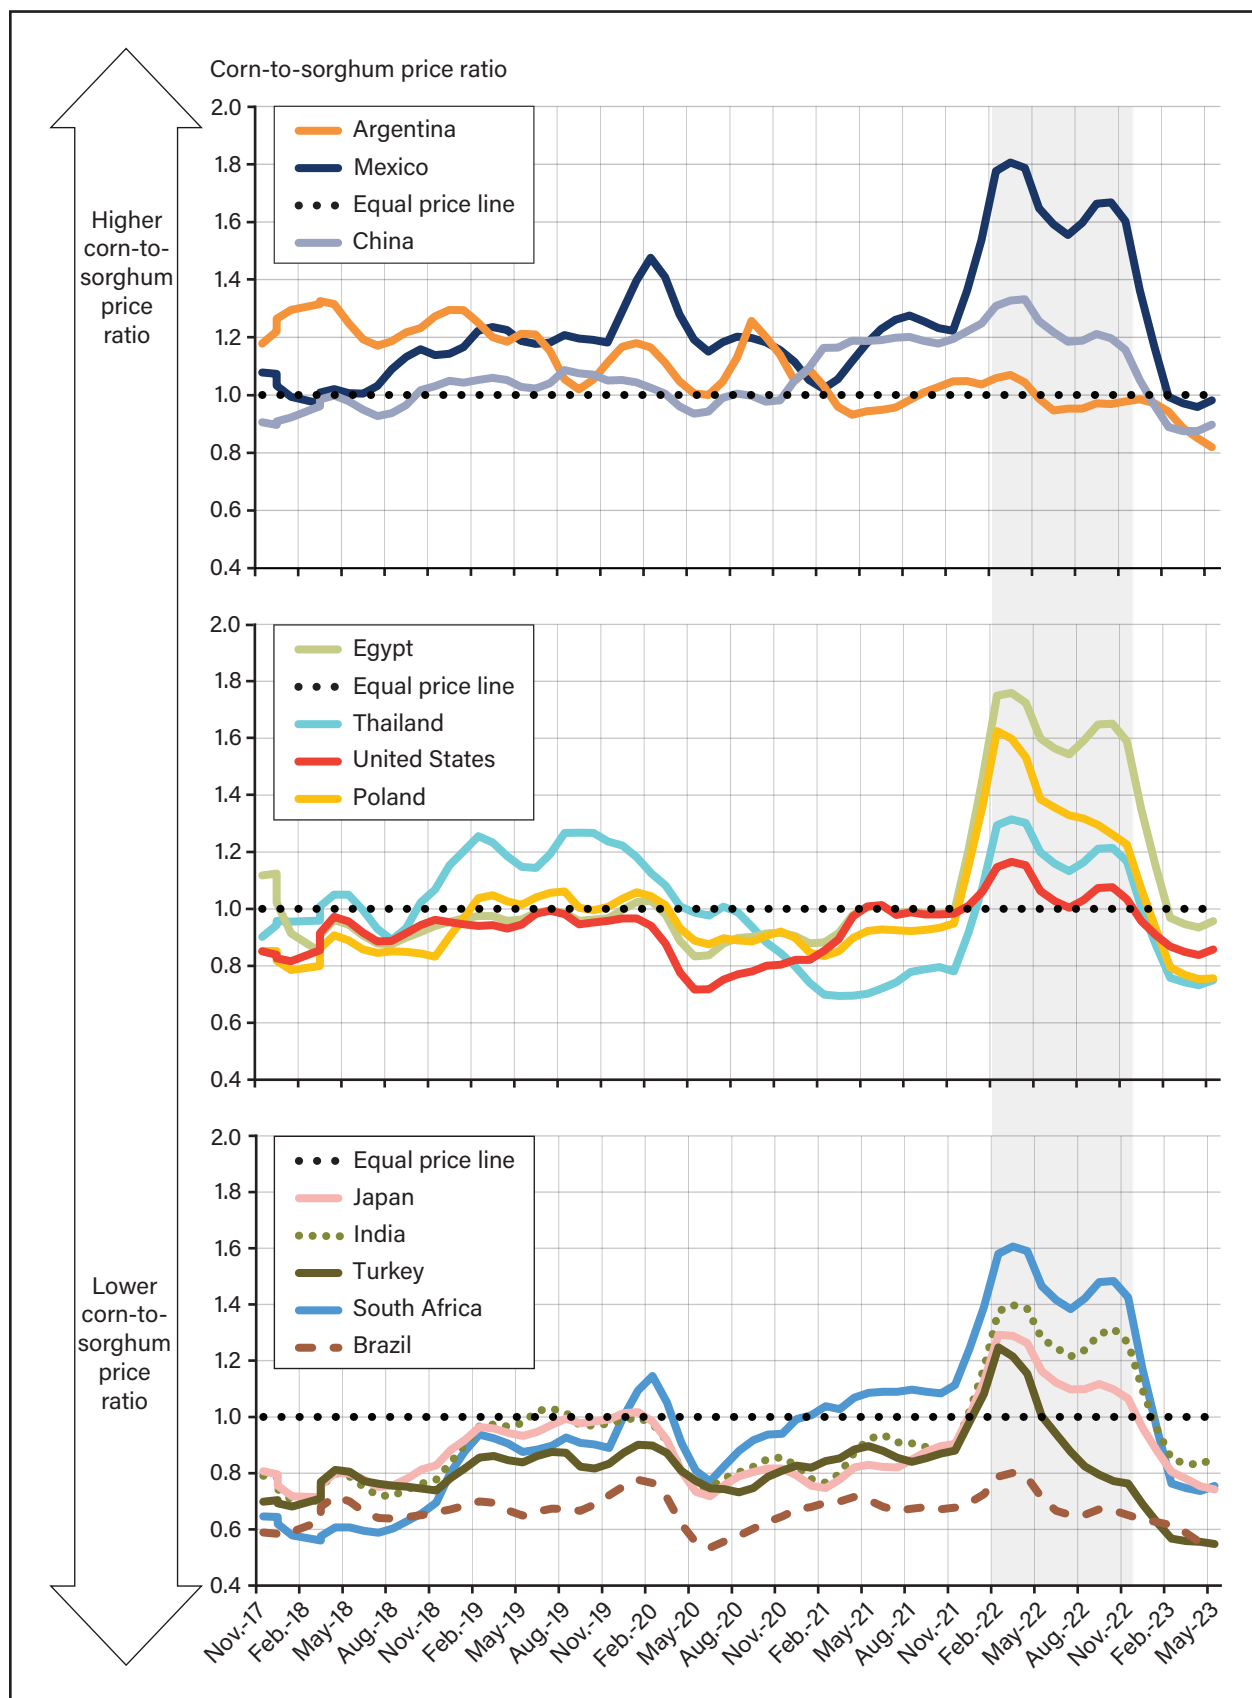 Corn-to-sorghum price ratio
Higher
corn-to-
sorghum
price
ratio
2.0
1.8
1.6
1.4
1.2
1.0
0.8
0.6
0.4
Argentina
Mexico
Equal price line
China
2.0
1.8
1.6
1.4
1.2
1.0
0.8
0.6
0.4
Egypt
Equal price line
Thailand
United States
Poland
Lower
corn-to-
sorghum
price
ratio
2.0
1.8
1.6
1.4
1.2
1.0
0.8
0.6
0.4
Equal price line
Japan
India
Turkey
South Africa
Brazil
Nov.-17
Feb.-18
May-18
Aug.-18
Nov.-18
Feb.-19
May-19
Aug.-19
Nov.-19
Feb.-20
May-20
Aug.-20
Nov.-20
Feb.-21
May-21
Aug.-21
Nov.-21
Feb.-22
May-22
Aug.-22
Nov.-22
Feb.-23
May-23